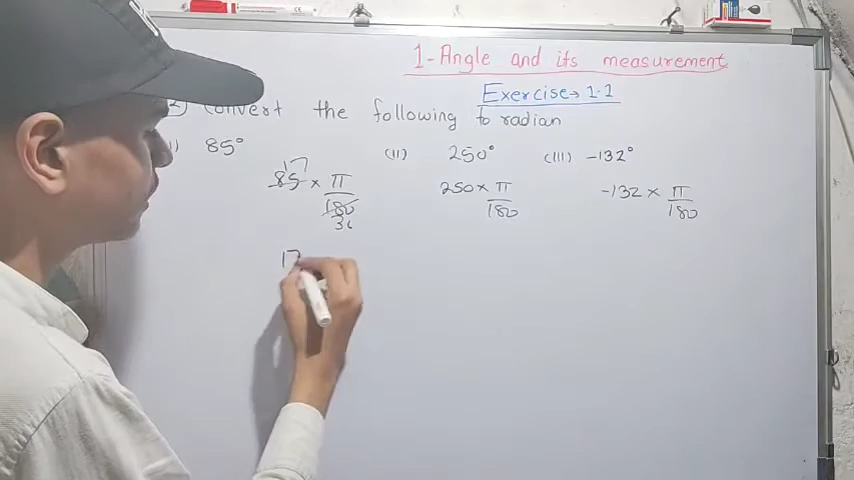 1-Angle and its measurement
Exercise→1.1
Convert the following to radian
85°
(II) 250°
(III) -132°
17
85 × π
180
36
250 × π
180
-132 × π
180
17